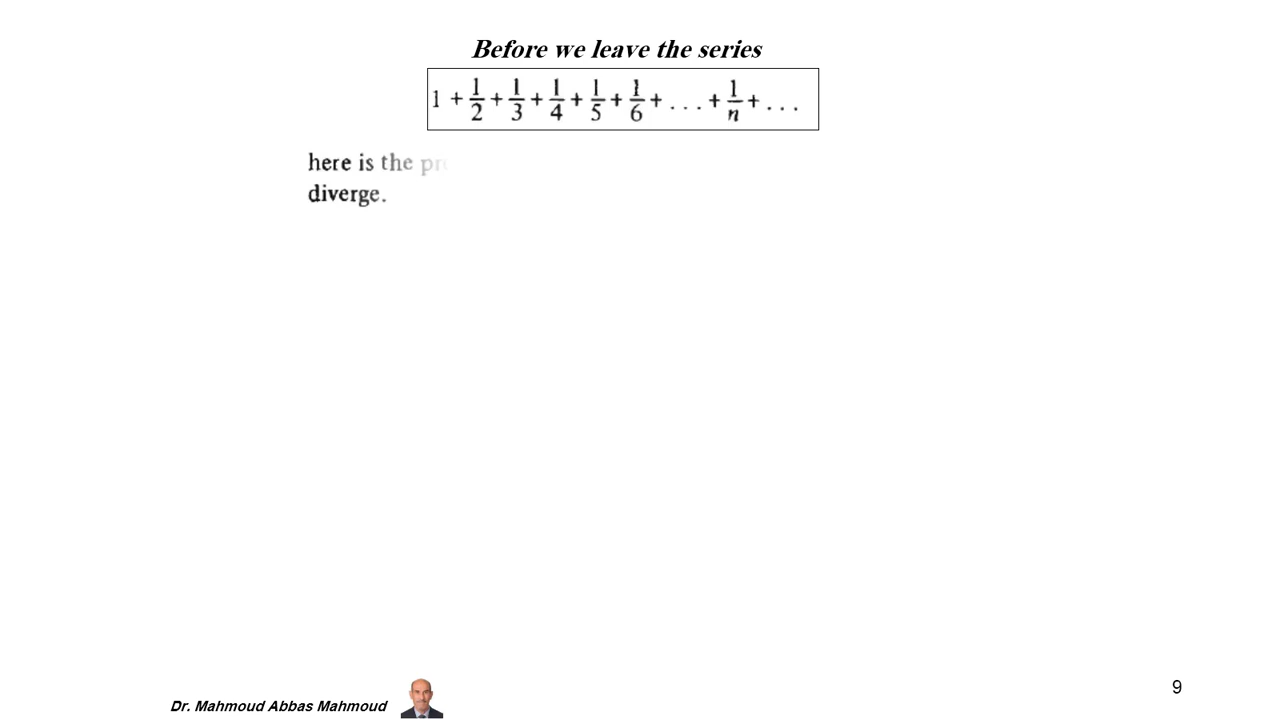 Before we leave the series
1 + 1/2 + 1/3 + 1/4 + 1/5 + 1/6 + . . . + 1/n + . . .
here is the
diverge.
Dr. Mahmoud Abbas Mahmoud
9